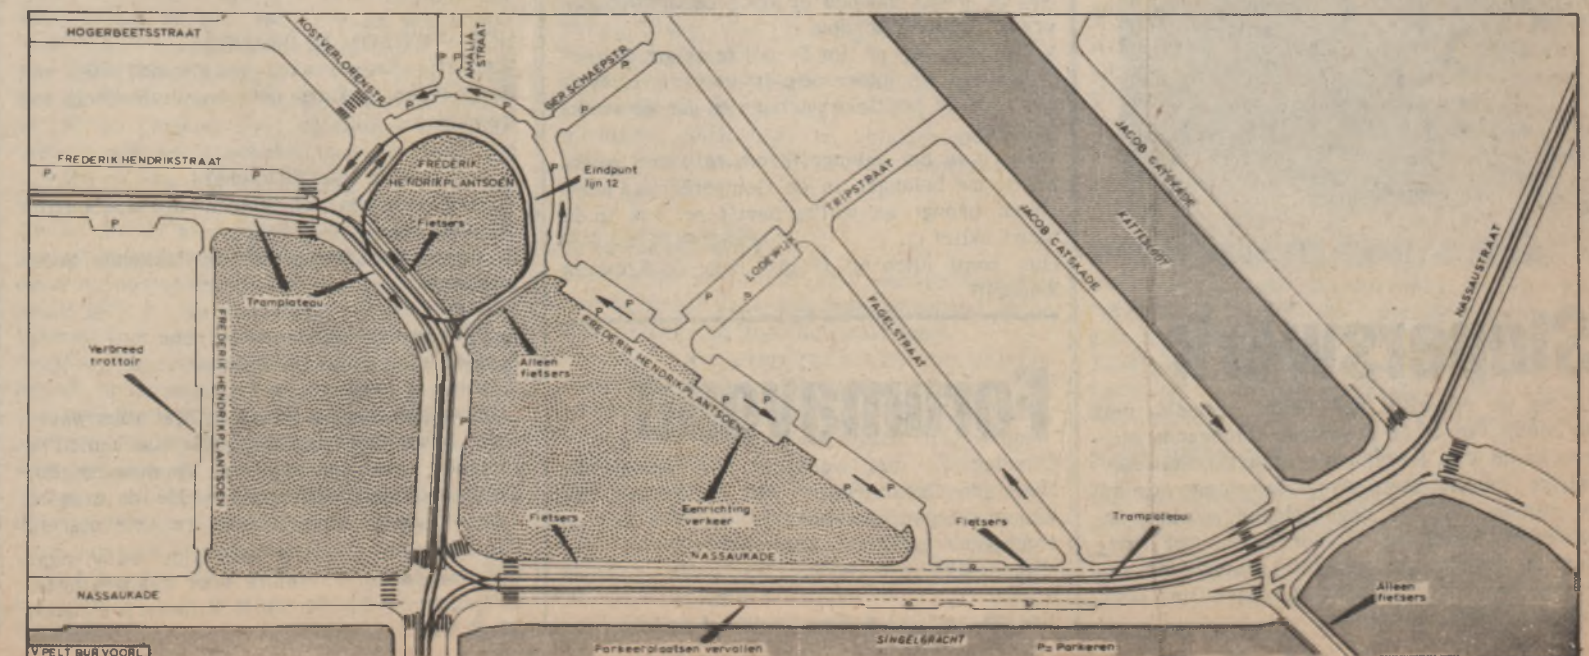 HOGERBEETSSTRAAT
KOSTVERLORENSTR
AMALIA
STRAAT
GER SCHAEPSTR
P
P
P
P
P
P
FREDERIK HENDRIKSTRAAT
P
P
P
P
FREDERIK
HENDRIKPLANTSOEN
Eindpunt
lijn 12
Fietsers
Tramplateau
Verbreed
trottoir
FREDERIK HENDRIKPLANTSOEN
Alleen
fietsers
P
FREDERIK HENDRIKPLANTSOEN
P
P
P
LODEWIJK
TRIPSTRAAT
FAGELSTRAAT
JACOB CATSKADE
KATTESLOOT
JACOB CATSKADE
NASSAUSTRAAT
P
P
P
P
P
Eenrichting
verkeer
Fietsers
Fietsers
Tramplateau
NASSAUKADE
NASSAUKADE
Alleen
fietsers
Parkeerplaatsen vervallen
SINGELGRACHT
P= Parkeren
V PELT BUR VOORL